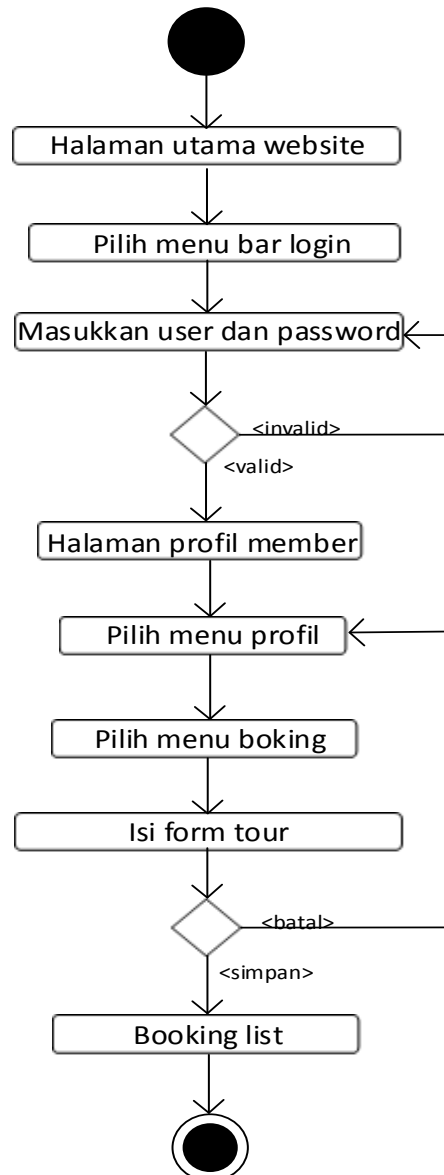 Halaman utama website
Pilih menu bar login
Masukkan user dan password
<invalid>
<valid>
Halaman profil member
Pilih menu profil
Pilih menu boking
Isi form tour
<batal>
<simpan>
Booking list